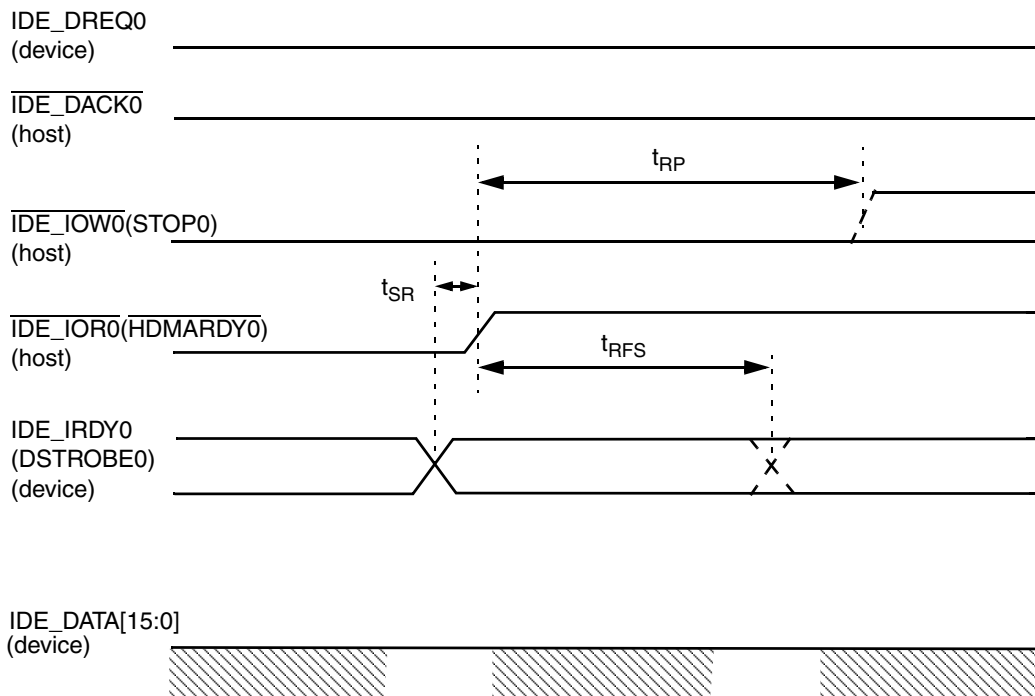 IDE_DREQ0
(device)
IDE_DACK0
(host)
tRP
IDE_IOW0(STOP0)
(host)
tSR
IDE_IOR0(HDMARDY0)
(host)
tRFS
IDE_IRDY0
(DSTROBE0)
(device)
IDE_DATA[15:0]
(device)